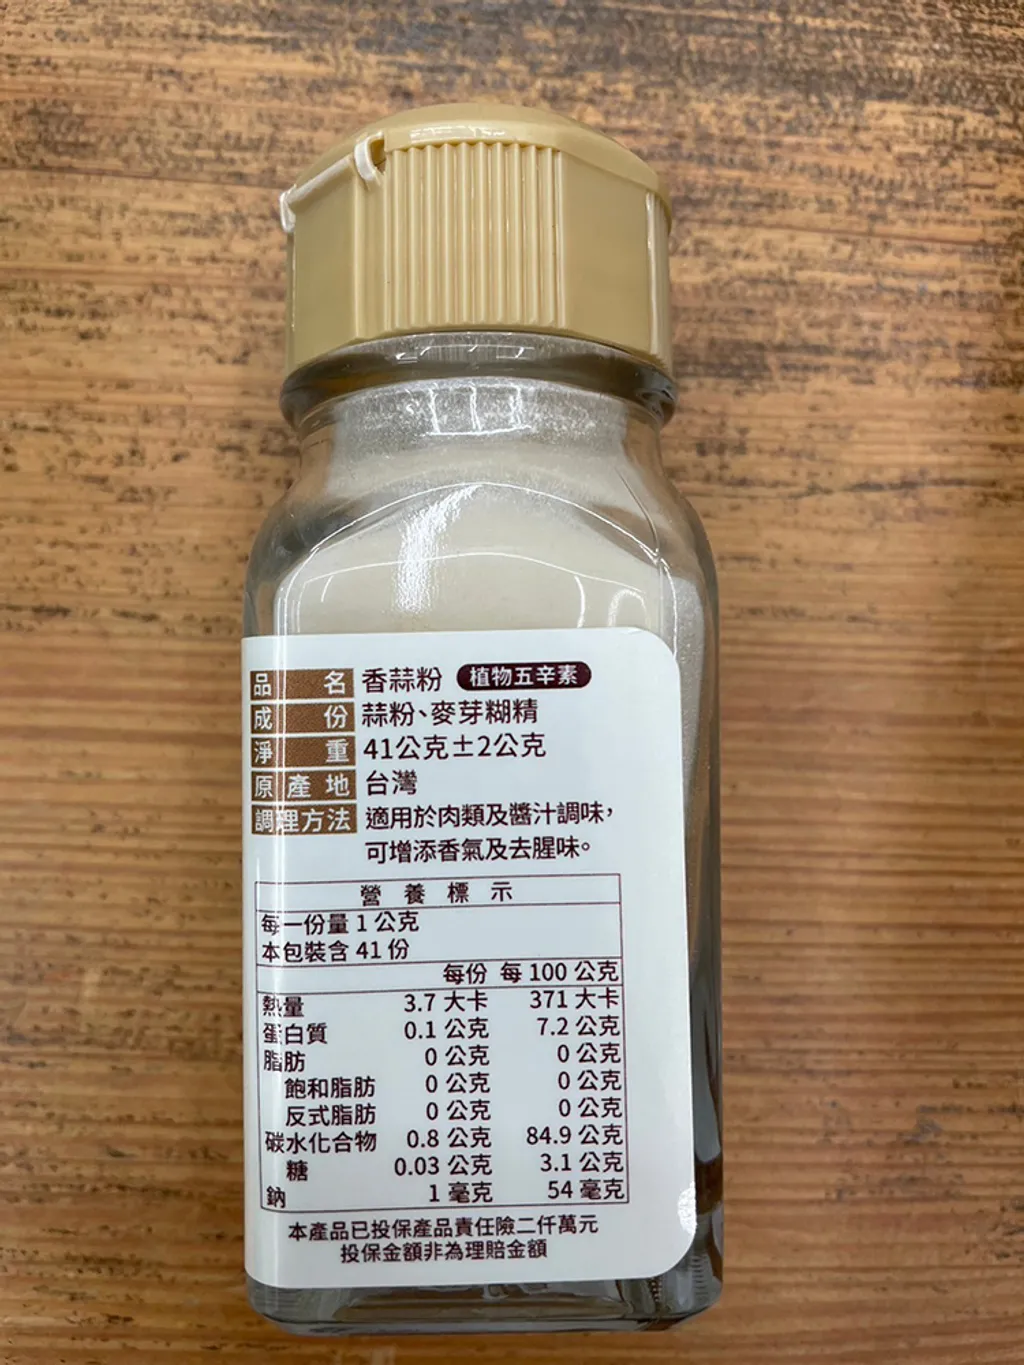 品名 香蒜粉 植物五辛素
成份 蒜粉、麥芽糊精
淨重 41公克±2公克
原產地 台灣
調理方法 適用於肉類及醬汁調味，
可增添香氣及去腥味。
營養標示
每一份量 1 公克
本包裝含 41 份
每份 每 100 公克
熱量 3.7 大卡 371 大卡
蛋白質 0.1 公克 7.2 公克
脂肪 0 公克 0 公克
飽和脂肪 0 公克 0 公克
反式脂肪 0 公克 0 公克
碳水化合物 0.8 公克 84.9 公克
糖 0.03 公克 3.1 公克
鈉 1 毫克 54 毫克
本產品已投保產品責任險二仟萬元
投保金額非為理賠金額